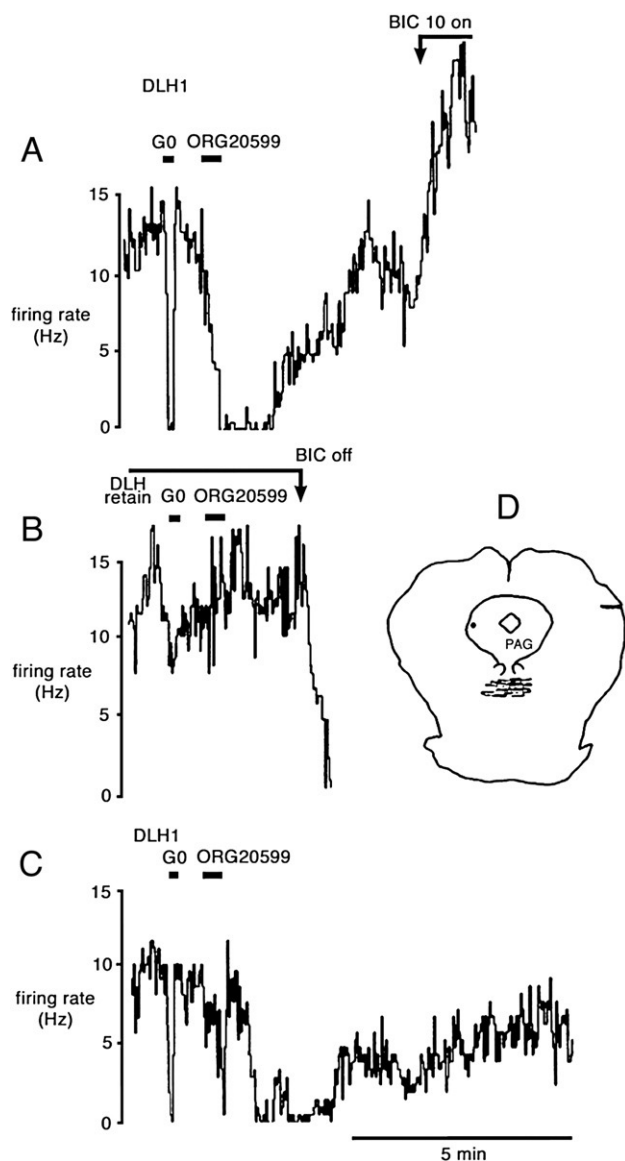 BIC 10 on
DLH1
A
G0 ORG20599
15
10
firing rate
(Hz)
5
0
BIC off
DLH
retain
G0 ORG20599
B
D
15
10
firing rate
(Hz)
5
0
PAG
DLH1
G0 ORG20599
C
15
10
firing rate
(Hz)
5
0
5 min